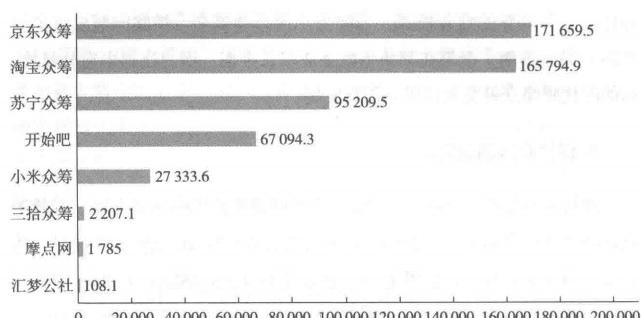 京东众筹 171 659.5
淘宝众筹 165 794.9
苏宁众筹 95 209.5
开始吧 67 094.3
小米众筹 27 333.6
三拾众筹 2 207.1
摩点网 1 785
汇梦公社 108.1
0 20 000 40 000 60 000 80 000 100 000 120 000 140 000 160 000 180 000 200 000